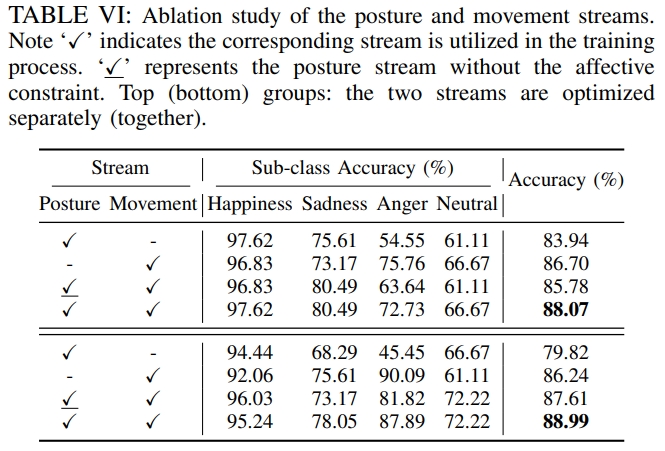 TABLE VI: Ablation study of the posture and movement streams.
Note ‘✓’ indicates the corresponding stream is utilized in the training
process. ‘<u>✓</u>’ represents the posture stream without the affective
constraint. Top (bottom) groups: the two streams are optimized
separately (together).
Stream Sub-class Accuracy (%) Accuracy (%)
Posture Movement Happiness Sadness Anger Neutral
✓ - 97.62 75.61 54.55 61.11 83.94
- ✓ 96.83 73.17 75.76 66.67 86.70
<u>✓</u> ✓ 96.83 80.49 63.64 61.11 85.78
✓ ✓ 97.62 80.49 72.73 66.67 88.07
✓ - 94.44 68.29 45.45 66.67 79.82
- ✓ 92.06 75.61 90.09 61.11 86.24
<u>✓</u> ✓ 96.03 73.17 81.82 72.22 87.61
✓ ✓ 95.24 78.05 87.89 72.22 88.99